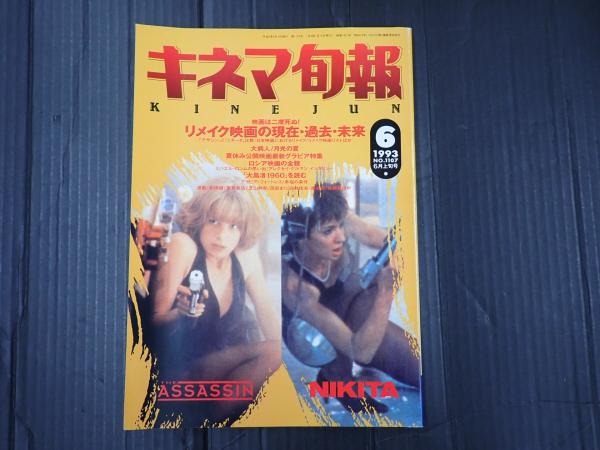 キネマ旬報
KINEJUN
映画は二度死ぬ!
リメイク映画の現在・過去・未来
大病人/月光の夏
夏休み公開映画最新グラビア特集
ロシア映画の全貌
「大島渚1960」を読む
6
1993
NO.1107
6月上旬号
THE
ASSASSIN
NIKITA